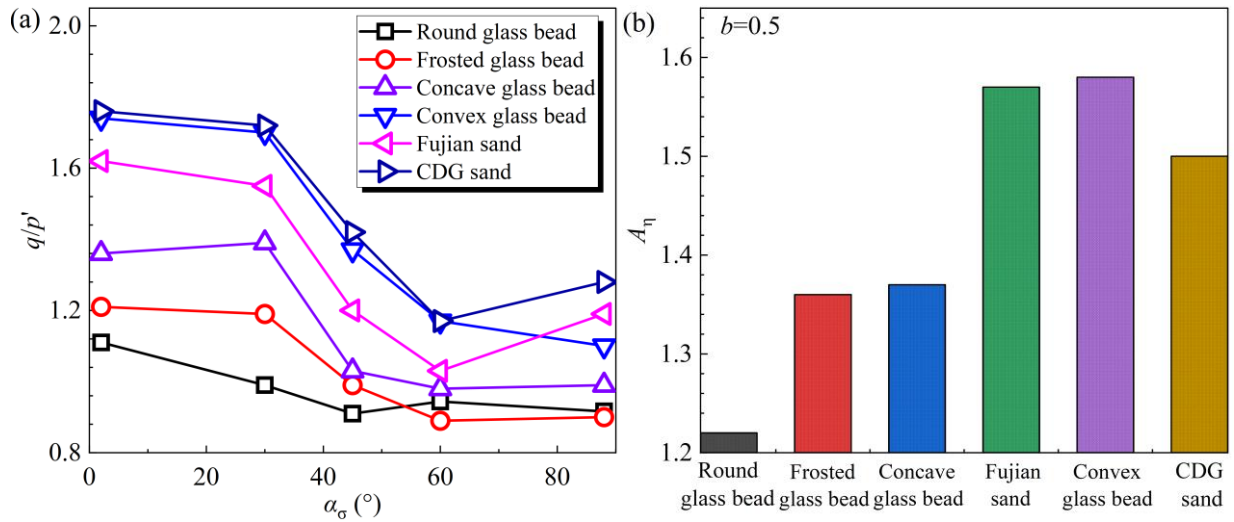 (a)
2.0
1.6
1.2
0.8
q/p'
0
20
40
60
80
ασ (°)
Round glass bead
Frosted glass bead
Concave glass bead
Convex glass bead
Fujian sand
CDG sand
(b)
b=0.5
1.6
1.5
1.4
1.3
1.2
Aη
Round
glass bead
Frosted
glass bead
Concave
glass bead
Fujian
sand
Convex
glass bead
CDG
sand